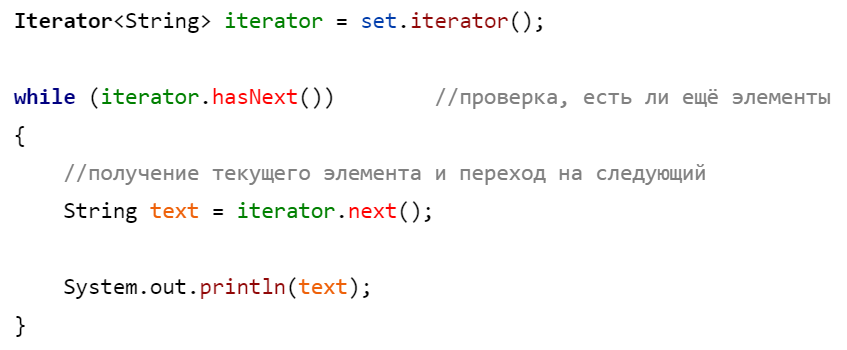 Iterator<String> iterator = set.iterator();
while (iterator.hasNext()) //проверка, есть ли ещё элементы
{
//получение текущего элемента и переход на следующий
String text = iterator.next();
System.out.println(text);
}